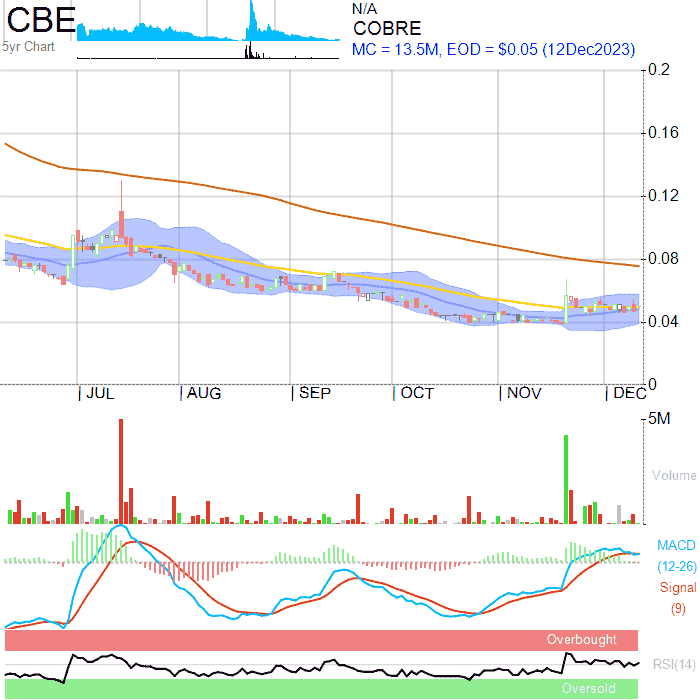 CBE
5yr Chart
N/A
COBRE
MC = 13.5M, EOD = $0.05 (12Dec2023)
0.2
0.16
0.12
0.08
0.04
0
JUL AUG SEP OCT NOV DEC
5M
Volume
MACD
(12-26)
Signal
(9)
Overbought
RSI(14)
Oversold